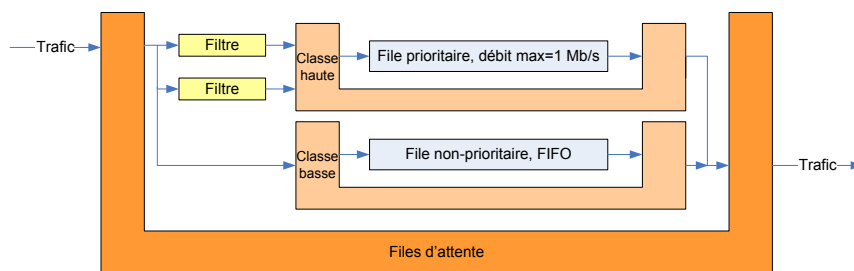 Trafic
Filtre
Filtre
Classe
haute
File prioritaire, débit max=1 Mb/s
Classe
basse
File non-prioritaire, FIFO
Trafic
Files d'attente